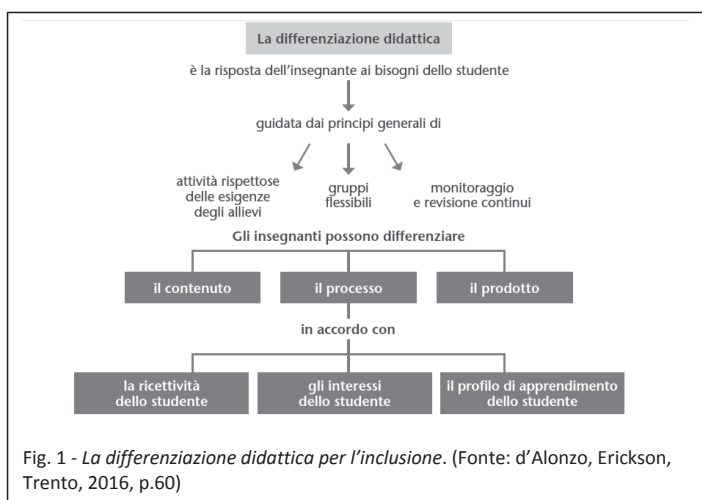 La differenziazione didattica
è la risposta dell'insegnante ai bisogni dello studente
guidata dai principi generali di
attività rispettose
delle esigenze
degli allievi
gruppi
flessibili
monitoraggio
e revisione continui
Gli insegnanti possono differenziare
il contenuto
il processo
il prodotto
in accordo con
la ricettività
dello studente
gli interessi
dello studente
il profilo di apprendimento
dello studente
Fig. 1 - La differenziazione didattica per l'inclusione. (Fonte: d'Alonzo, Erickson,
Trento, 2016, p.60)